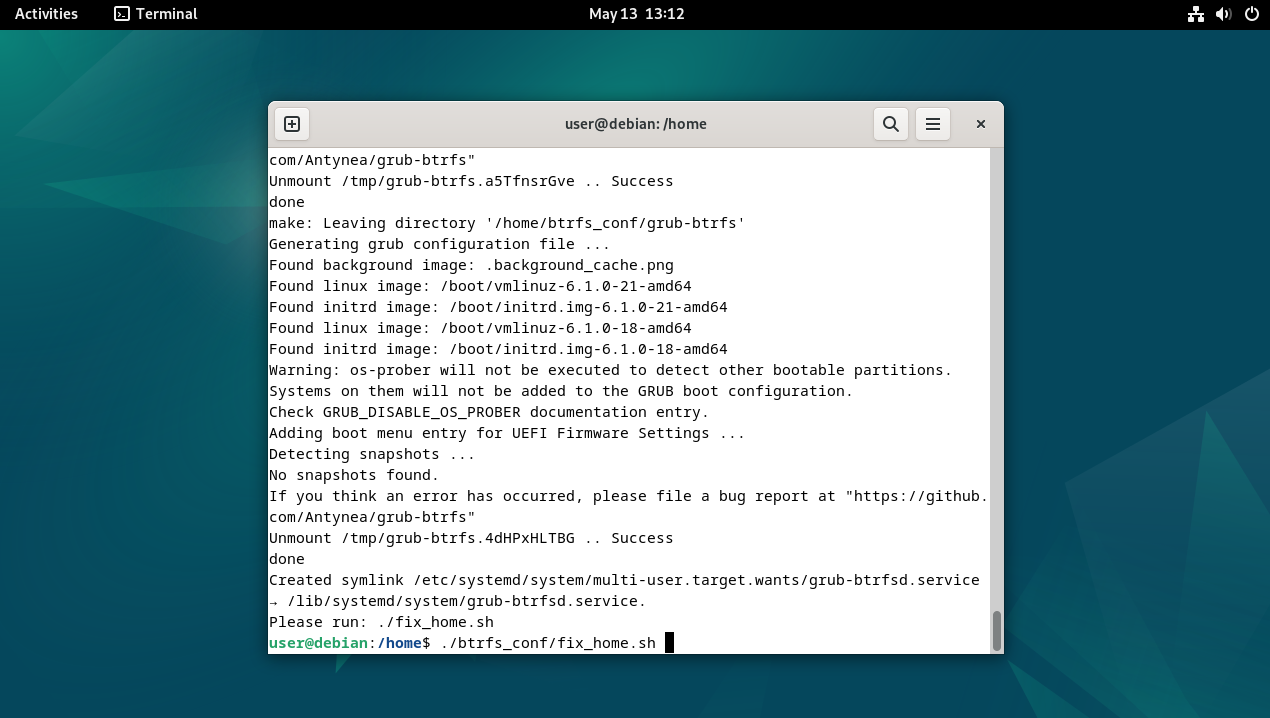 Activities
Terminal
May 13 13:12
user@debian: /home
com/Antynea/grub-btrfs"
Unmount /tmp/grub-btrfs.a5TfnsrGve .. Success
done
make: Leaving directory '/home/btrfs_conf/grub-btrfs'
Generating grub configuration file ...
Found background image: .background_cache.png
Found linux image: /boot/vmlinuz-6.1.0-21-amd64
Found initrd image: /boot/initrd.img-6.1.0-21-amd64
Found linux image: /boot/vmlinuz-6.1.0-18-amd64
Found initrd image: /boot/initrd.img-6.1.0-18-amd64
Warning: os-prober will not be executed to detect other bootable partitions.
Systems on them will not be added to the GRUB boot configuration.
Check GRUB_DISABLE_OS_PROBER documentation entry.
Adding boot menu entry for UEFI Firmware Settings ...
Detecting snapshots ...
No snapshots found.
If you think an error has occurred, please file a bug report at "https://github.
com/Antynea/grub-btrfs"
Unmount /tmp/grub-btrfs.4dHPxHLTBG .. Success
done
Created symlink /etc/systemd/system/multi-user.target.wants/grub-btrfsd.service
→ /lib/systemd/system/grub-btrfsd.service.
Please run: ./fix_home.sh
user@debian:/home$ ./btrfs_conf/fix_home.sh